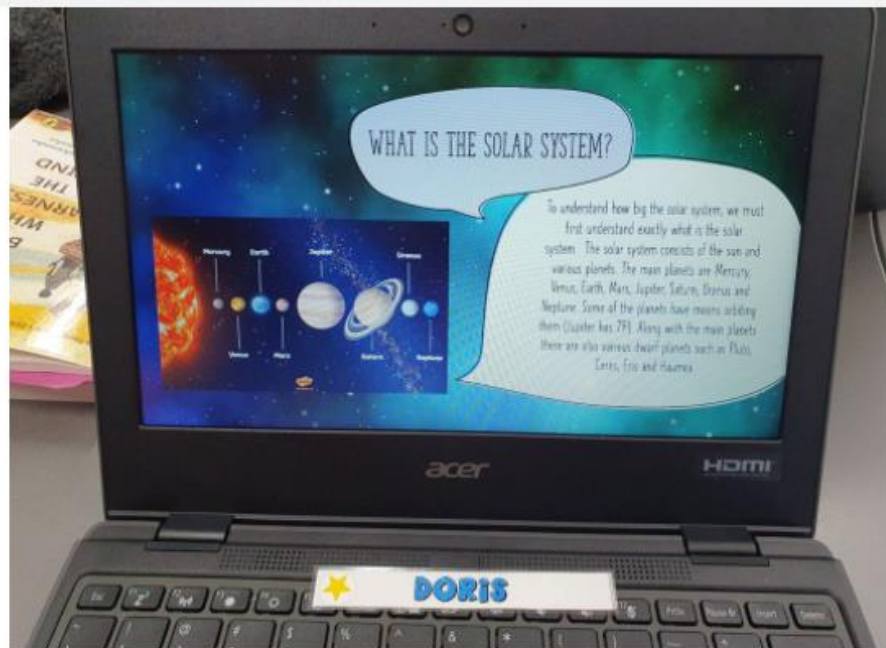 WHAT IS THE SOLAR SYSTEM?
To understand how big the solar system, we must
first understand exactly what is the solar
system. The solar system consists of the sun and
various planets. The main planets are Mercury,
Venus, Earth, Mars, Jupiter, Saturn, Uranus and
Neptune. Some of the planets have moons orbiting
them (Jupiter has 79!). Along with the main planets
there are also various dwarf planets such as Pluto,
Ceres, Eris and Haumea
Mercury
Earth
Jupiter
Uranus
Venus
Mars
Saturn
Neptune
acer
HDMI
DORIS
THE
Esc
Insert
Delete